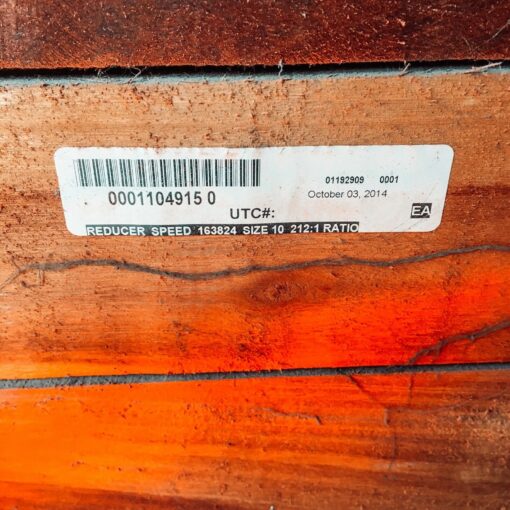 01192909 0001
0001104915 0
October 03, 2014
UTC#:
EA
REDUCER SPEED 163824 SIZE 10 212:1 RATIO